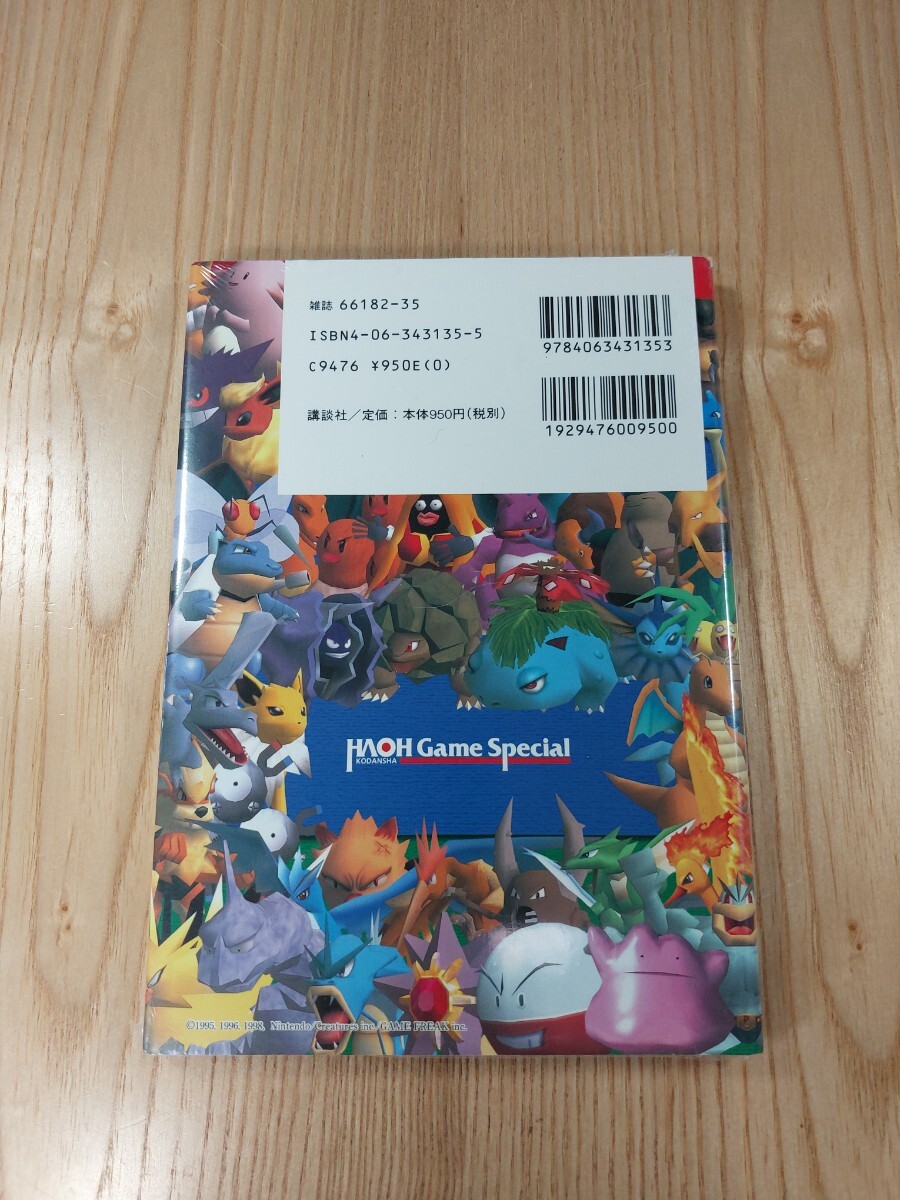 雑誌 66182-35
ISBN4-06-343135-5
C9476 ¥950E(0)
講談社/定価:本体950円(税別)
9784063431353
1929476009500
HAOH Game Special
KODANSHA
©1995, 1996, 1998, Nintendo/Creatures inc./GAME FREAK inc.